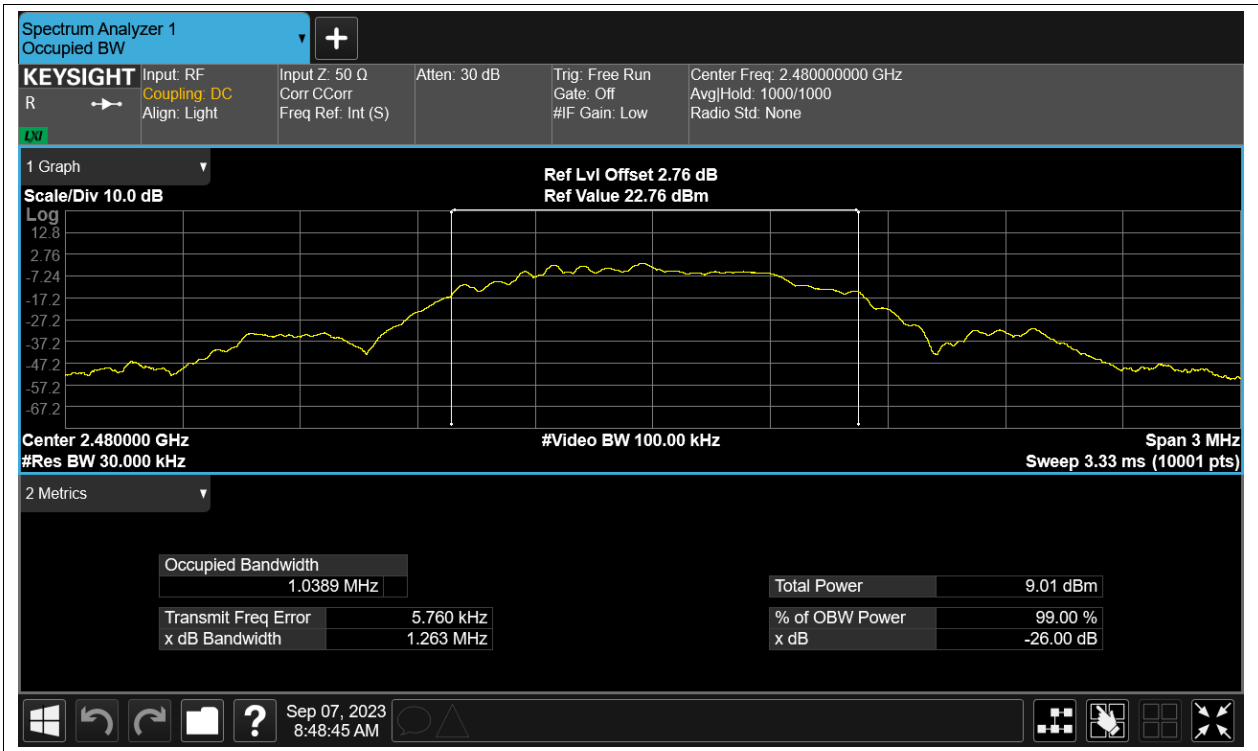 Spectrum Analyzer 1
Occupied BW
KEYSIGHT
R
LXI
Input: RF
Coupling: DC
Align: Light
Input Z: 50 Ω
Corr CCorr
Freq Ref: Int (S)
Atten: 30 dB
Trig: Free Run
Gate: Off
#IF Gain: Low
Center Freq: 2.480000000 GHz
Avg|Hold: 1000/1000
Radio Std: None
1 Graph
Scale/Div 10.0 dB
Ref Lvl Offset 2.76 dB
Ref Value 22.76 dBm
Log
12.8
2.76
-7.24
-17.2
-27.2
-37.2
-47.2
-57.2
-67.2
Center 2.480000 GHz
#Video BW 100.00 kHz
Span 3 MHz
#Res BW 30.000 kHz
Sweep 3.33 ms (10001 pts)
2 Metrics
Occupied Bandwidth
1.0389 MHz
Total Power 9.01 dBm
Transmit Freq Error 5.760 kHz
% of OBW Power 99.00 %
x dB Bandwidth 1.263 MHz
x dB -26.00 dB
?
Sep 07, 2023
8:48:45 AM